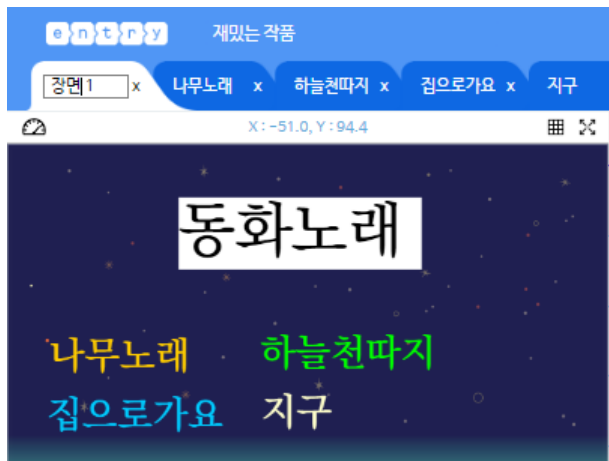 entry 재밌는 작품
장면1 x 나무노래 x 하늘천따지 x 집으로가요 x 지구
X : -51.0, Y : 94.4
동화노래
나무노래 하늘천따지
집으로가요 지구